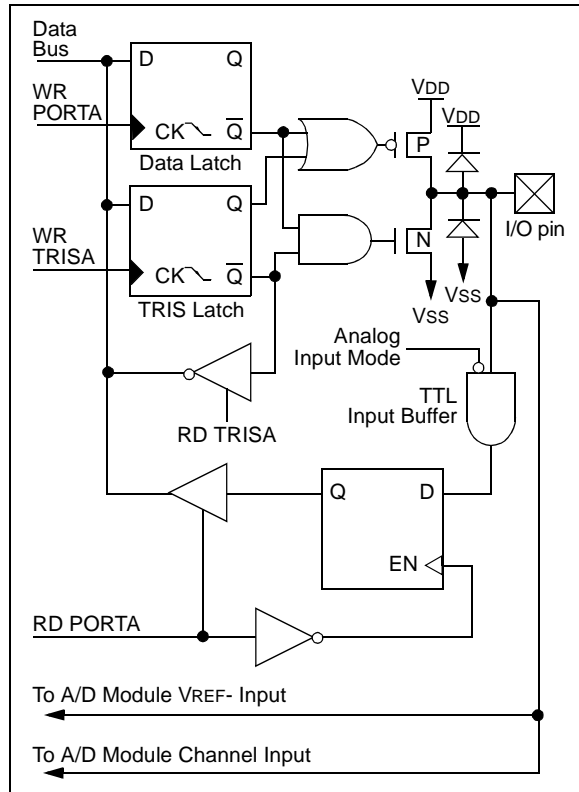 Data
Bus
D Q
VDD
WR
PORTA
VDD
CK Q
P
Data Latch
D Q
I/O pin
WR
TRISA
N
CK Q
VSS
TRIS Latch
VSS
Analog
Input Mode
TTL
Input Buffer
RD TRISA
Q D
EN
RD PORTA
To A/D Module VREF- Input
To A/D Module Channel Input